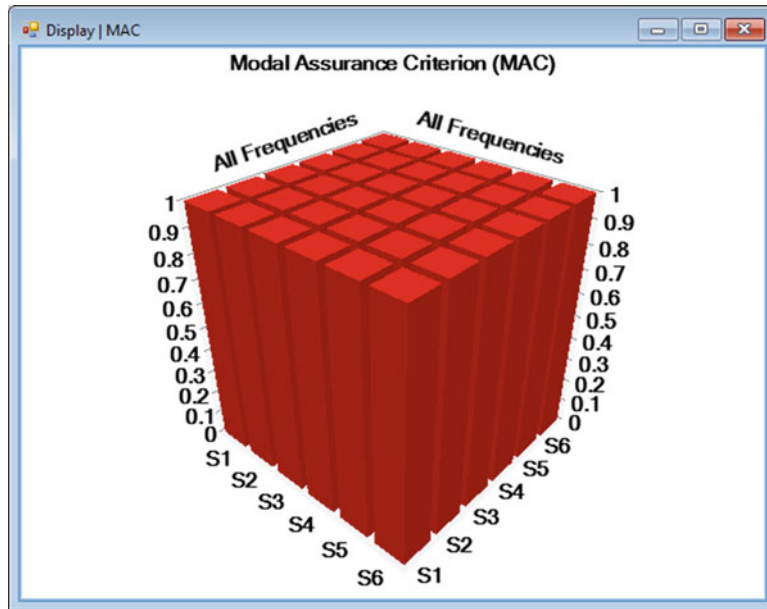 Display | MAC
Modal Assurance Criterion (MAC)
All Frequencies
All Frequencies
1
0.9
0.8
0.7
0.6
0.5
0.4
0.3
0.2
0.1
0
1
0.9
0.8
0.7
0.6
0.5
0.4
0.3
0.2
0.1
0
S1
S2
S3
S4
S5
S6
S6
S5
S4
S3
S2
S1